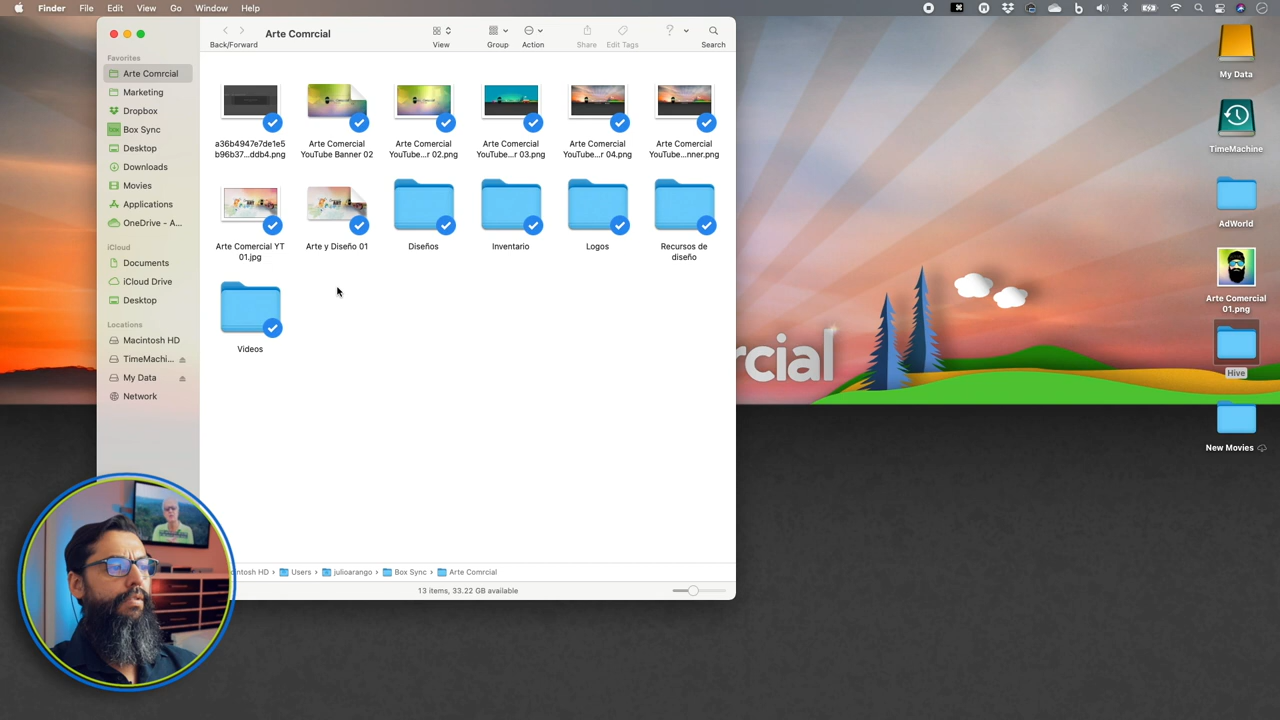 Finder File Edit View Go Window Help
Arte Comrcial
Back/Forward View Group Action Share Edit Tags Search
Favorites
Arte Comrcial
Marketing
Dropbox
Box Sync
Desktop
Downloads
Movies
Applications
OneDrive - A...
iCloud
Documents
iCloud Drive
Desktop
Locations
Macintosh HD
TimeMachi...
My Data
Network
a36b4947e7de1e5
b96b37...ddb4.png
Arte Comercial
YouTube Banner 02
Arte Comercial
YouTube...r 02.png
Arte Comercial
YouTube...r 03.png
Arte Comercial
YouTube...r 04.png
Arte Comercial
YouTube...nner.png
Arte Comercial YT
01.jpg
Arte y Diseño 01
Diseños
Inventario
Logos
Recursos de
diseño
Videos
intosh HD › Users › julioarango › Box Sync › Arte Comrcial
13 items, 33.22 GB available
rcial
My Data
TimeMachine
AdWorld
Arte Comercial
01.png
Hive
New Movies